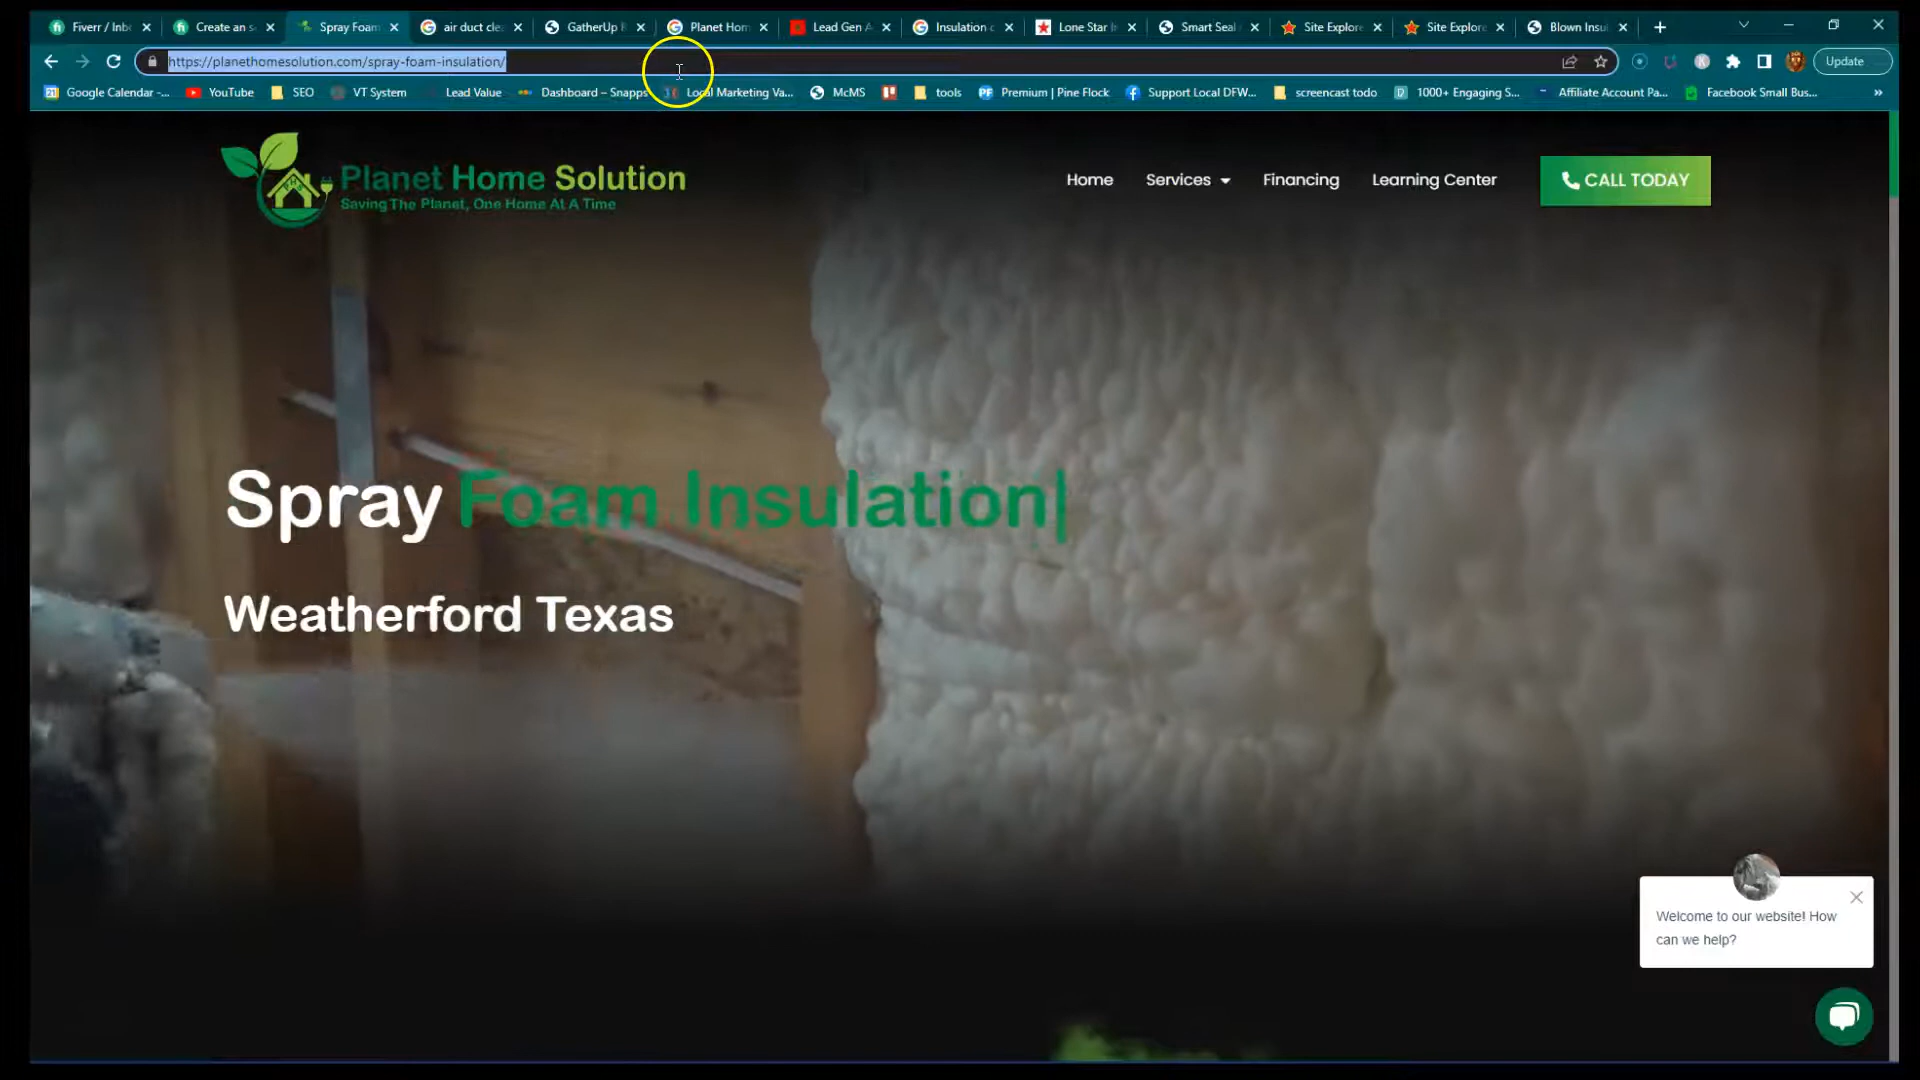 Fiverr / Inb
Create an s
Spray Foam
air duct cle
GatherUp
Planet Hom
Lead Gen A
Insulation c
Lone Star I
Smart Seal
Site Explore
Site Explore
Blown Insu
https://planethomesolution.com/spray-foam-insulation/
Update
Google Calendar -...
YouTube
SEO
VT System
Lead Value
Dashboard – Snapps
Local Marketing Va...
McMS
tools
Premium | Pine Flock
Support Local DFW...
screencast todo
1000+ Engaging S...
Affiliate Account Pa...
Facebook Small Bus...
»
Planet Home Solution
Saving The Planet, One Home At A Time
Home
Services
Financing
Learning Center
CALL TODAY
Spray Foam Insulation|
Weatherford Texas
Welcome to our website! How
can we help?